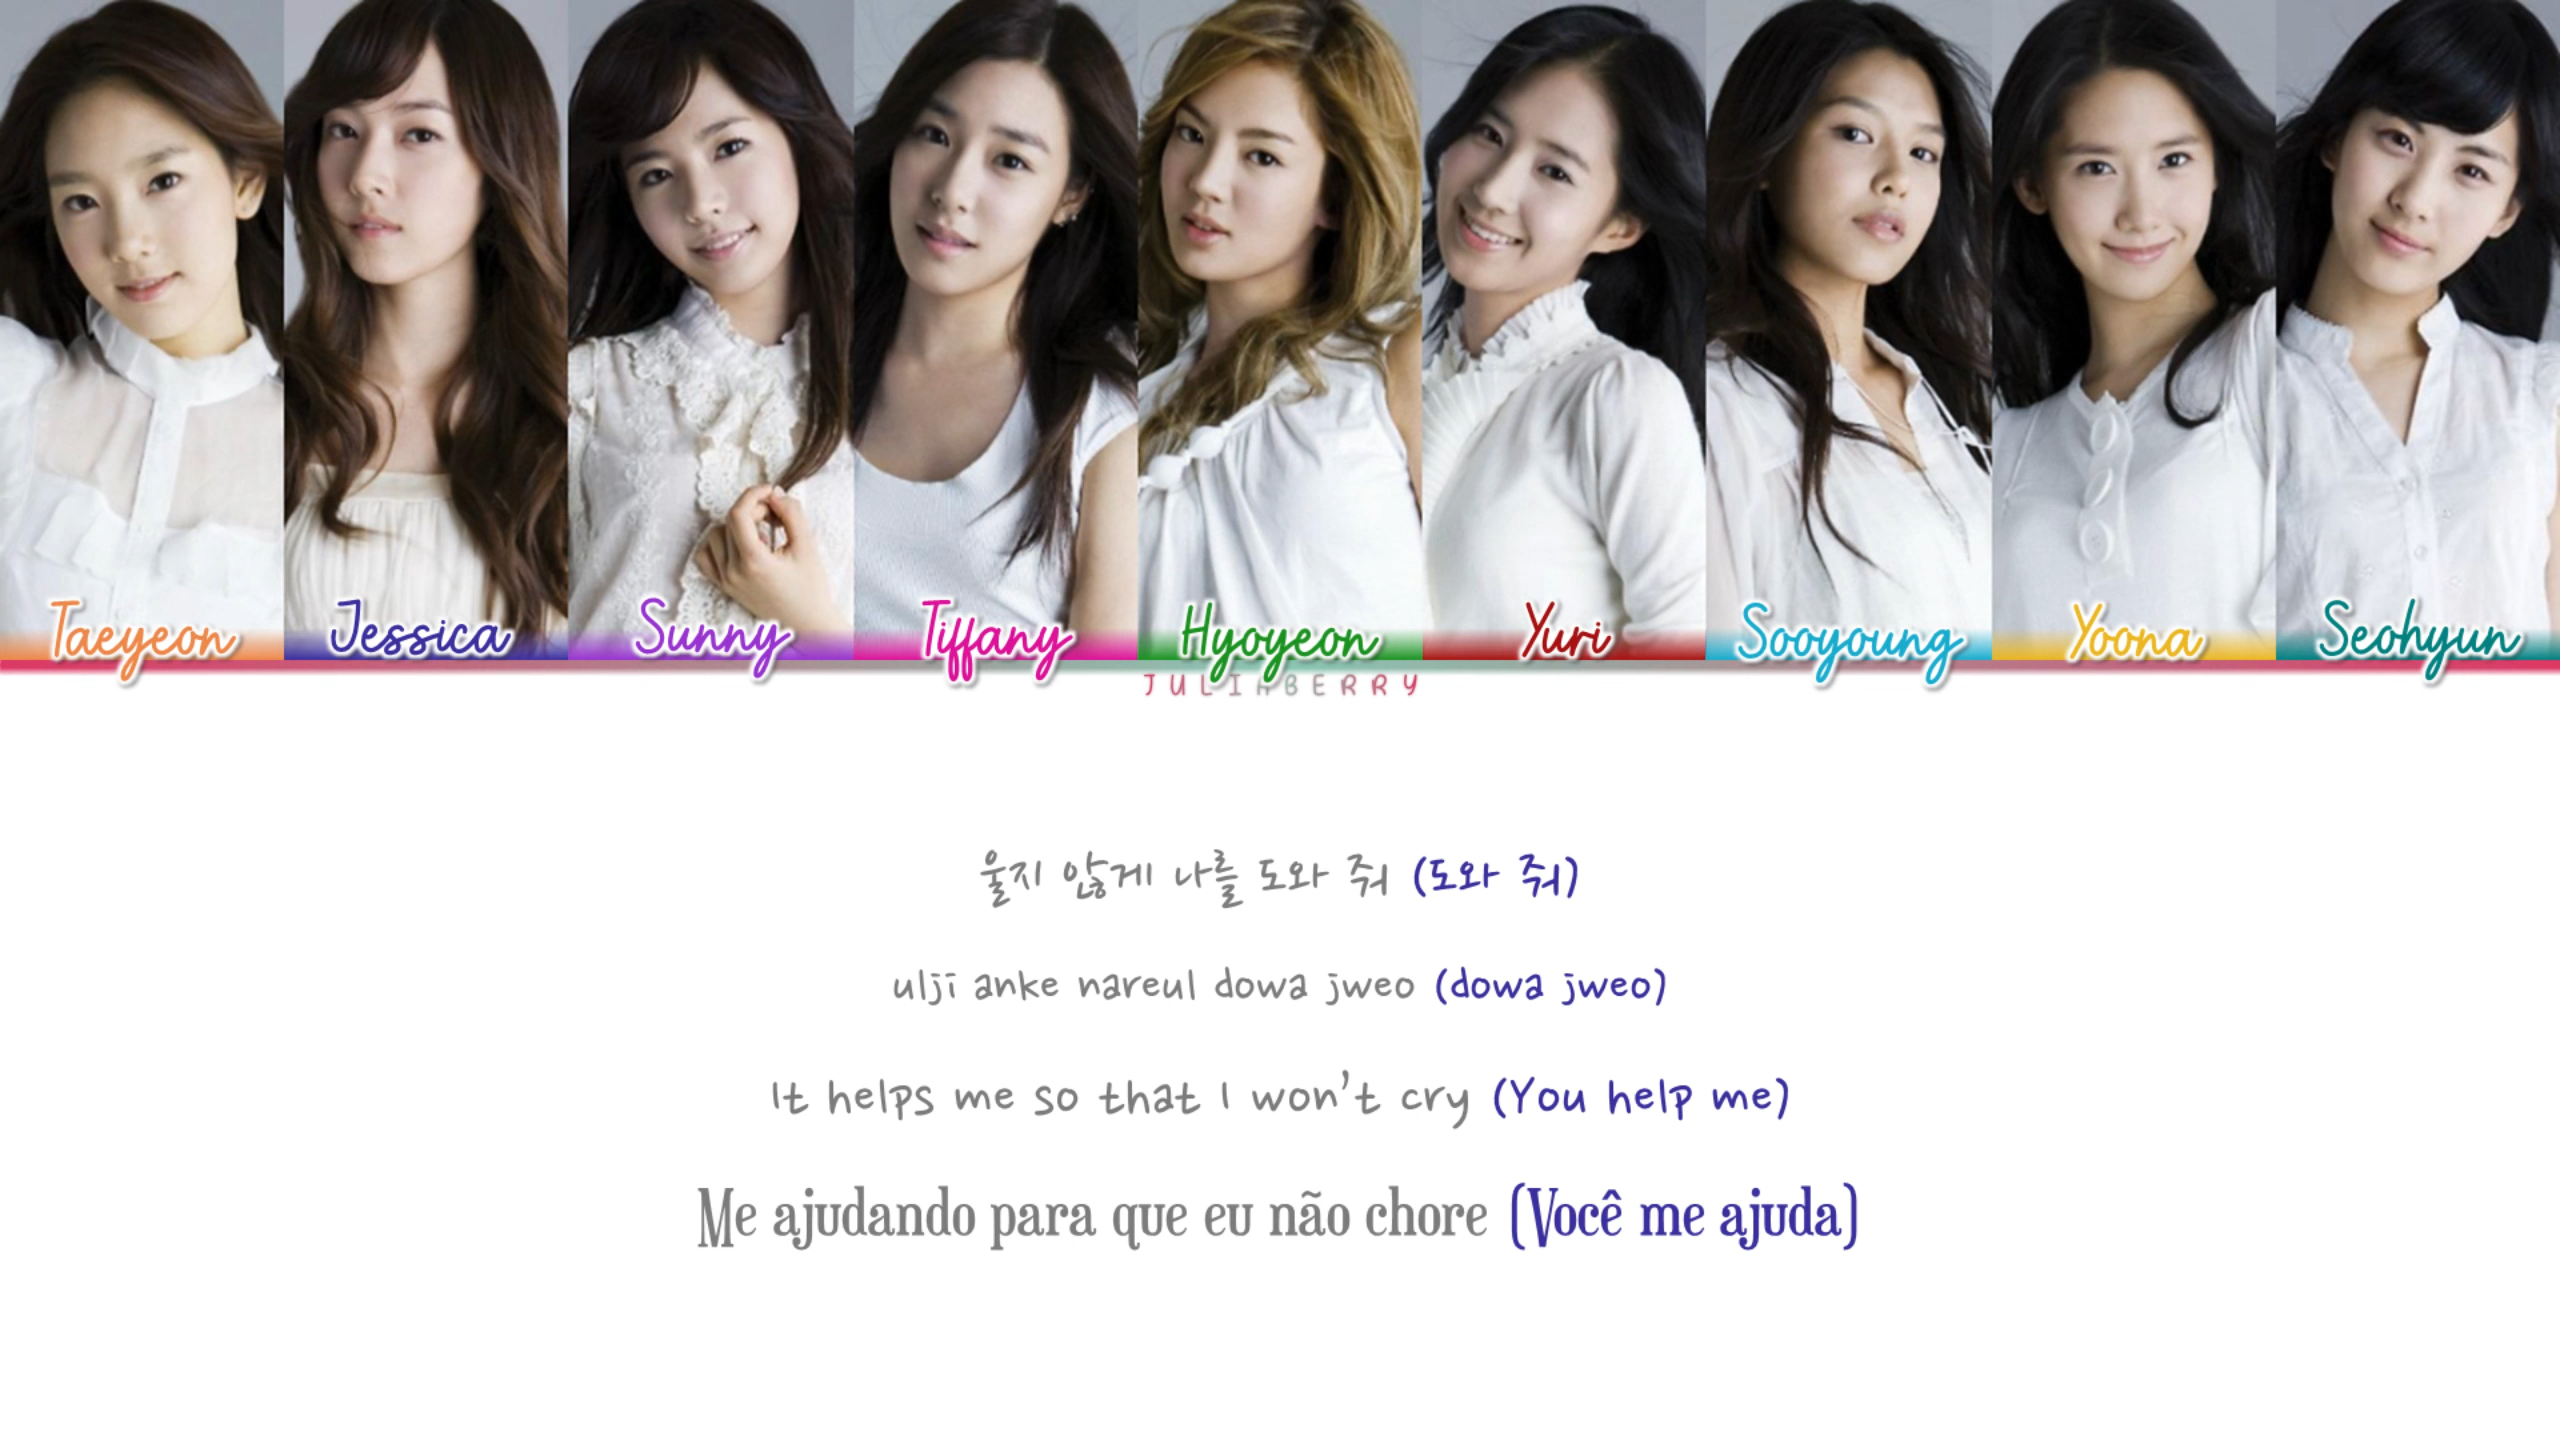 Taeyeon Jessica Sunny Tiffany Hyoyeon Yuri Sooyoung Yoona Seohyun
JULIABERRY
울지 않게 나를 도와 줘 (도와 줘)
ulji anke nareul dowa jweo (dowa jweo)
It helps me so that I won't cry (You help me)
Me ajudando para que eu não chore (Você me ajuda)